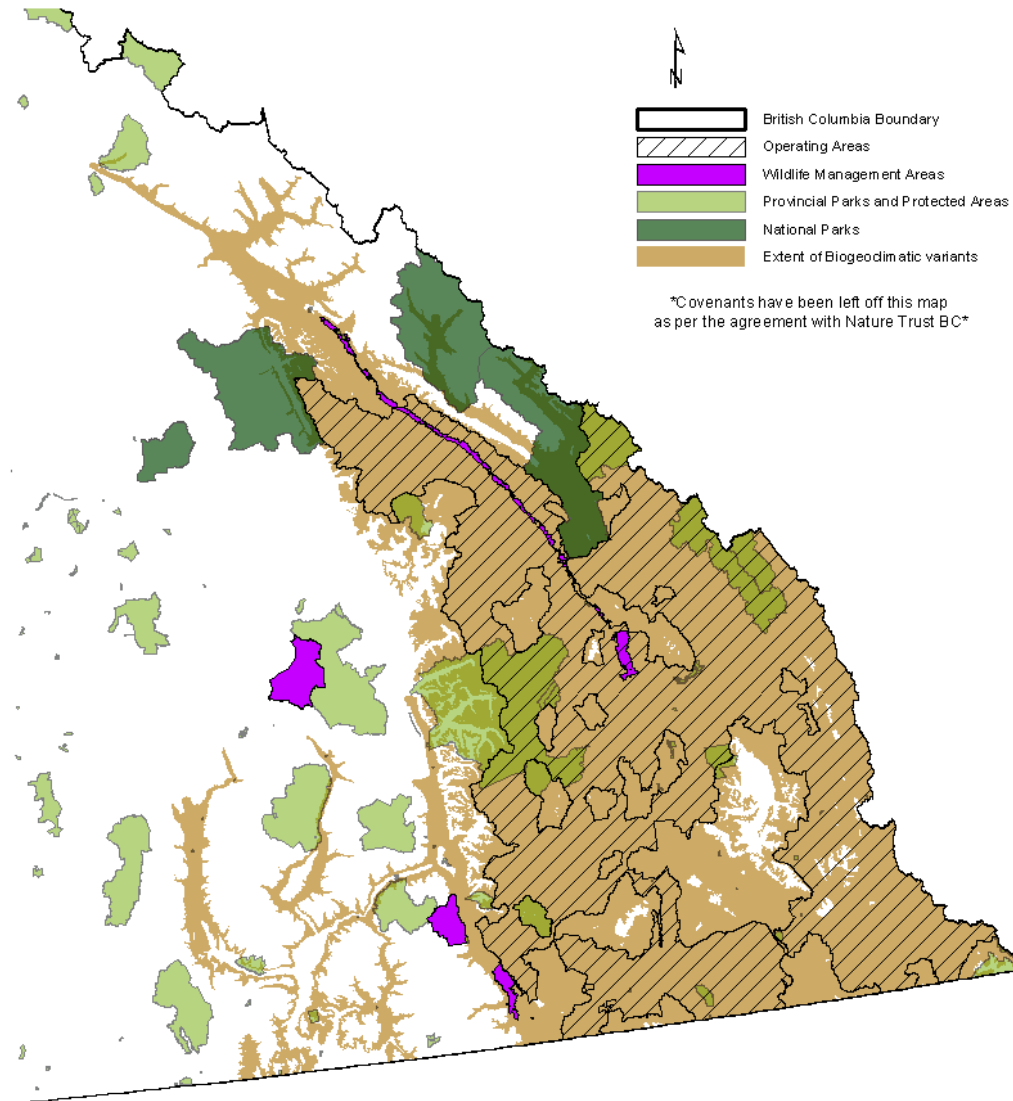 N
British Columbia Boundary
Operating Areas
Wildlife Management Areas
Provincial Parks and Protected Areas
National Parks
Extent of Biogeoclimatic variants
*Covenants have been left off this map
as per the agreement with Nature Trust BC*